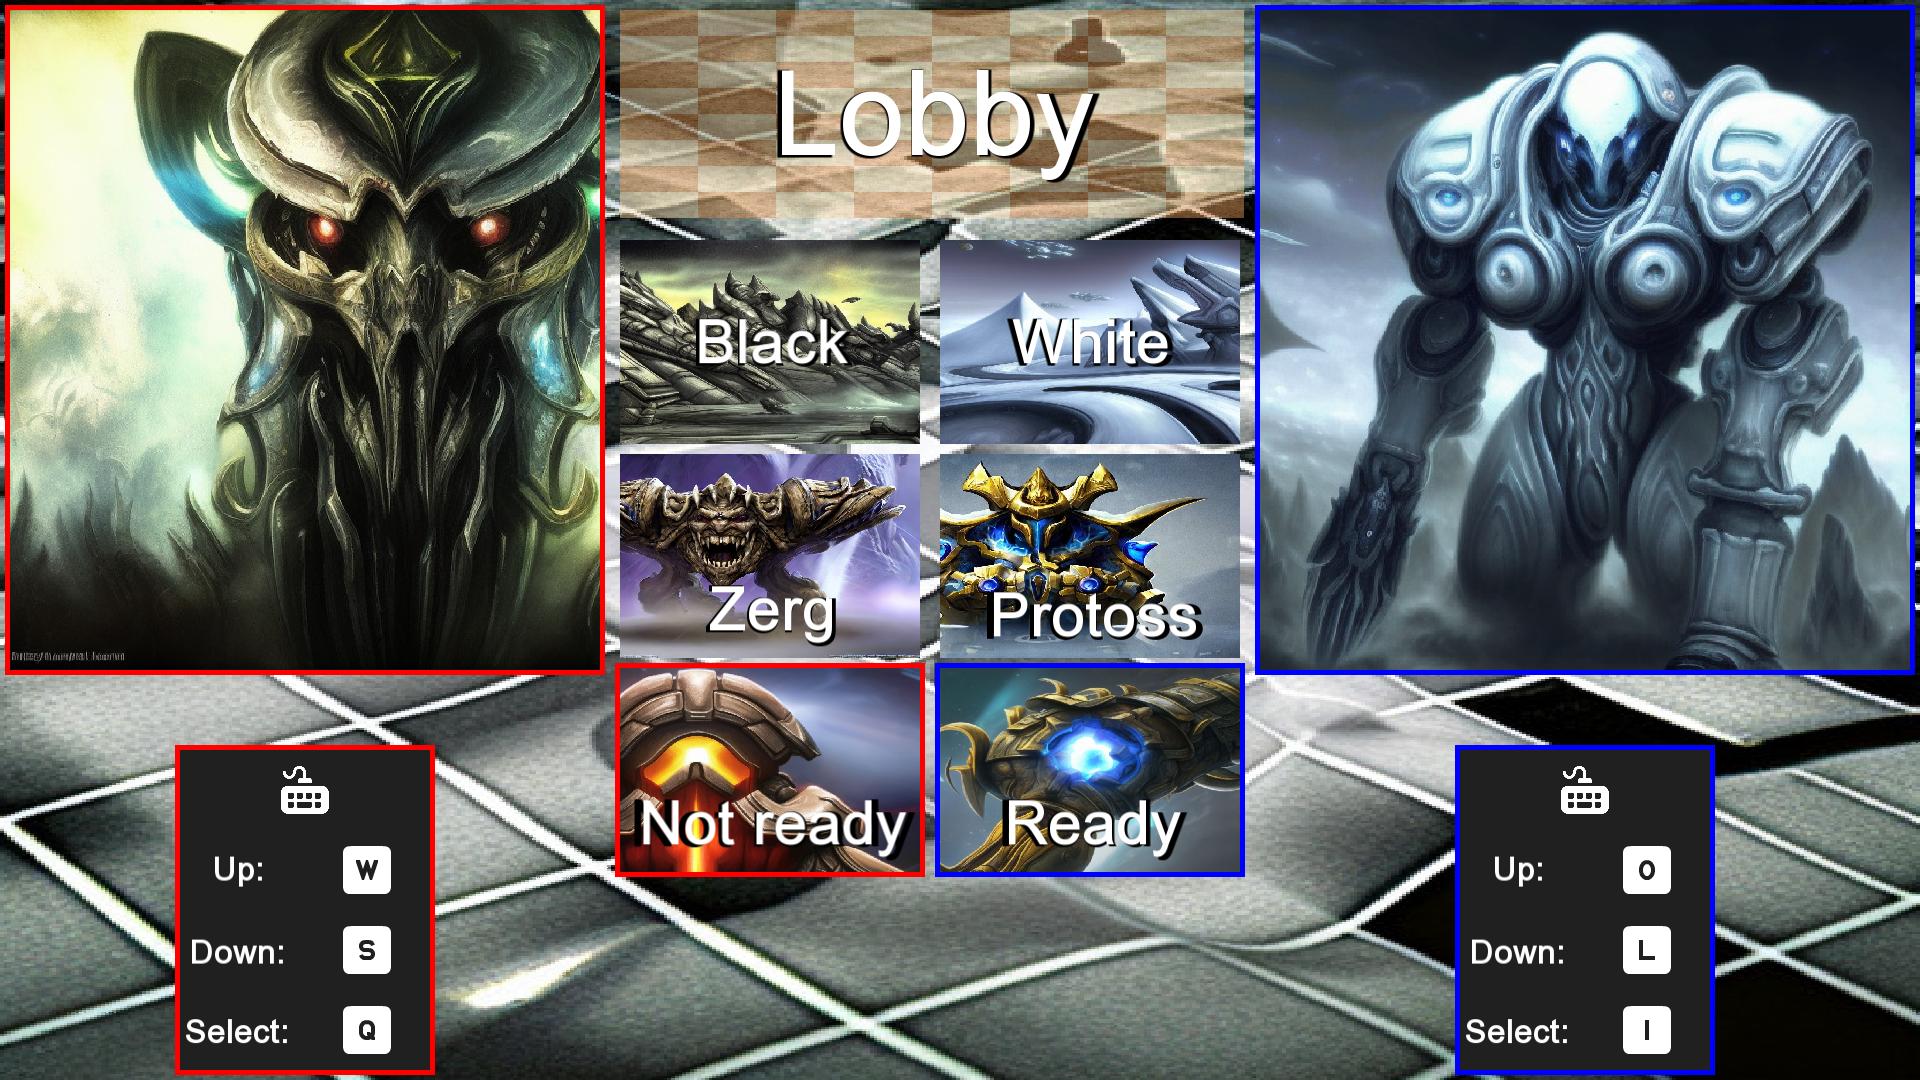 Lobby
Black
White
Zerg
Protoss
Not ready
Ready
Up: W
Down: S
Select: Q
Up: O
Down: L
Select: I